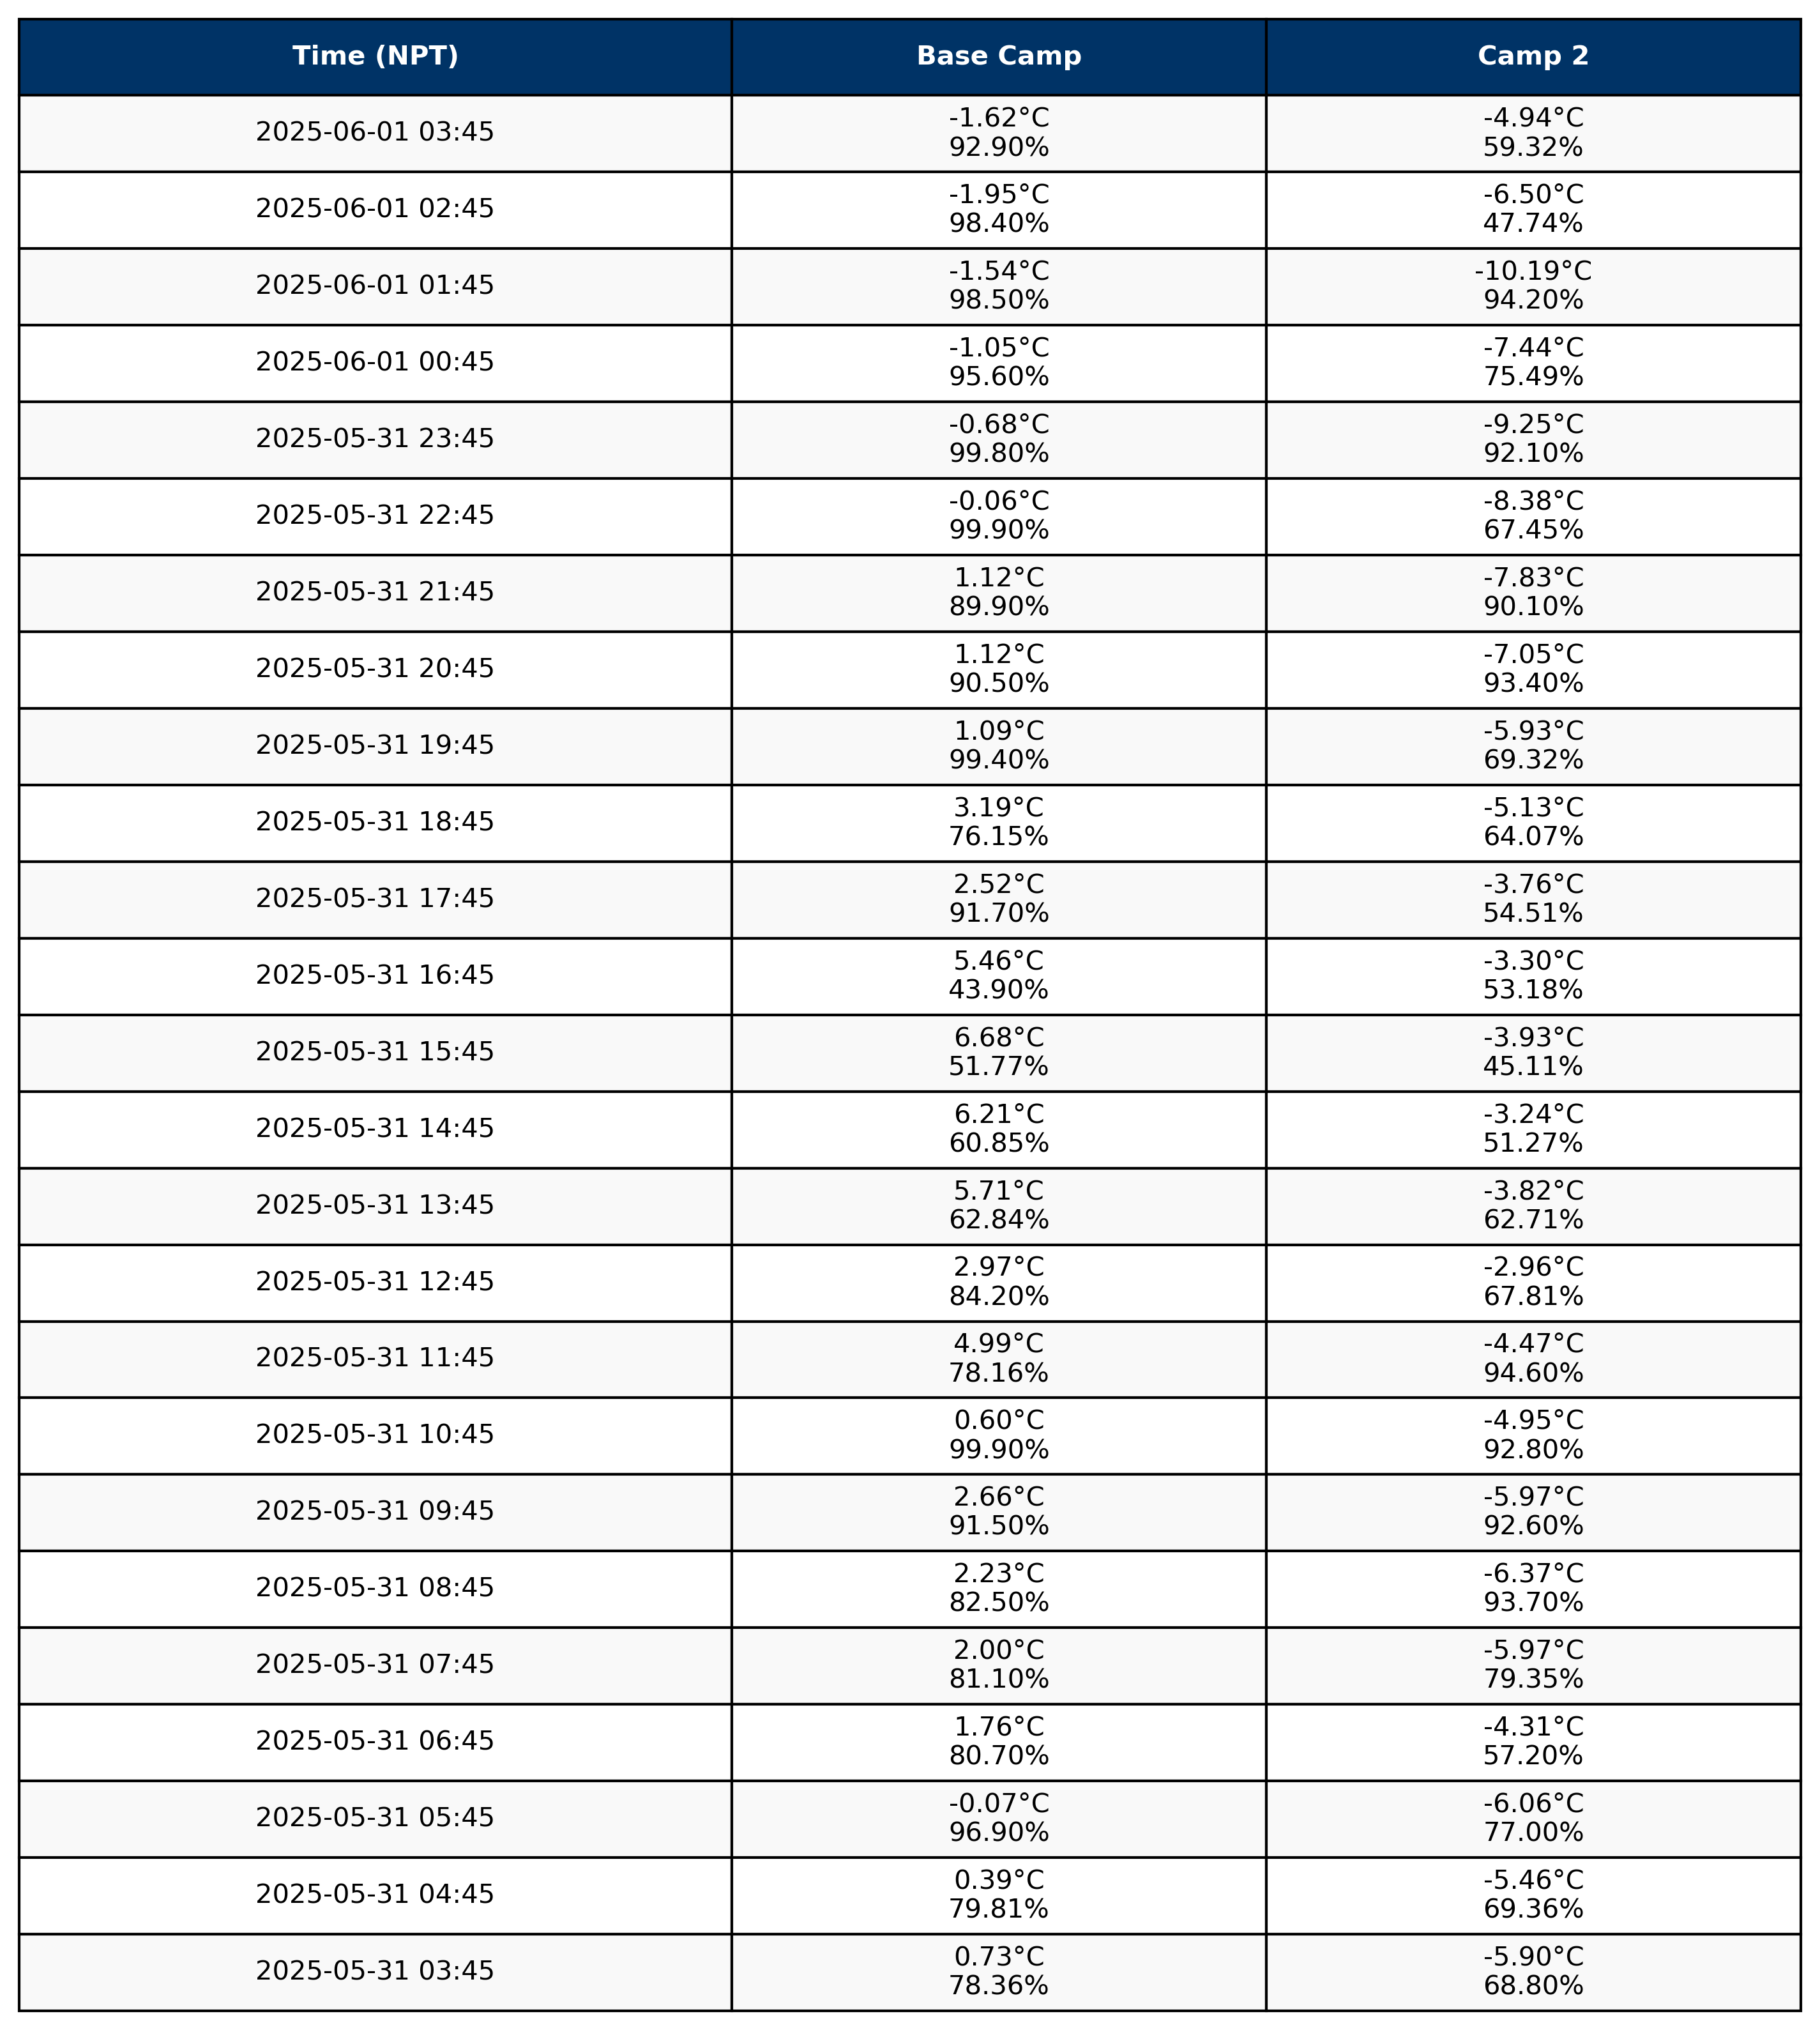 Time (NPT) Base Camp Camp 2
2025-06-01 03:45 -1.62°C -4.94°C
92.90% 59.32%
2025-06-01 02:45 -1.95°C -6.50°C
98.40% 47.74%
2025-06-01 01:45 -1.54°C -10.19°C
98.50% 94.20%
2025-06-01 00:45 -1.05°C -7.44°C
95.60% 75.49%
2025-05-31 23:45 -0.68°C -9.25°C
99.80% 92.10%
2025-05-31 22:45 -0.06°C -8.38°C
99.90% 67.45%
2025-05-31 21:45 1.12°C -7.83°C
89.90% 90.10%
2025-05-31 20:45 1.12°C -7.05°C
90.50% 93.40%
2025-05-31 19:45 1.09°C -5.93°C
99.40% 69.32%
2025-05-31 18:45 3.19°C -5.13°C
76.15% 64.07%
2025-05-31 17:45 2.52°C -3.76°C
91.70% 54.51%
2025-05-31 16:45 5.46°C -3.30°C
43.90% 53.18%
2025-05-31 15:45 6.68°C -3.93°C
51.77% 45.11%
2025-05-31 14:45 6.21°C -3.24°C
60.85% 51.27%
2025-05-31 13:45 5.71°C -3.82°C
62.84% 62.71%
2025-05-31 12:45 2.97°C -2.96°C
84.20% 67.81%
2025-05-31 11:45 4.99°C -4.47°C
78.16% 94.60%
2025-05-31 10:45 0.60°C -4.95°C
99.90% 92.80%
2025-05-31 09:45 2.66°C -5.97°C
91.50% 92.60%
2025-05-31 08:45 2.23°C -6.37°C
82.50% 93.70%
2025-05-31 07:45 2.00°C -5.97°C
81.10% 79.35%
2025-05-31 06:45 1.76°C -4.31°C
80.70% 57.20%
2025-05-31 05:45 -0.07°C -6.06°C
96.90% 77.00%
2025-05-31 04:45 0.39°C -5.46°C
79.81% 69.36%
2025-05-31 03:45 0.73°C -5.90°C
78.36% 68.80%